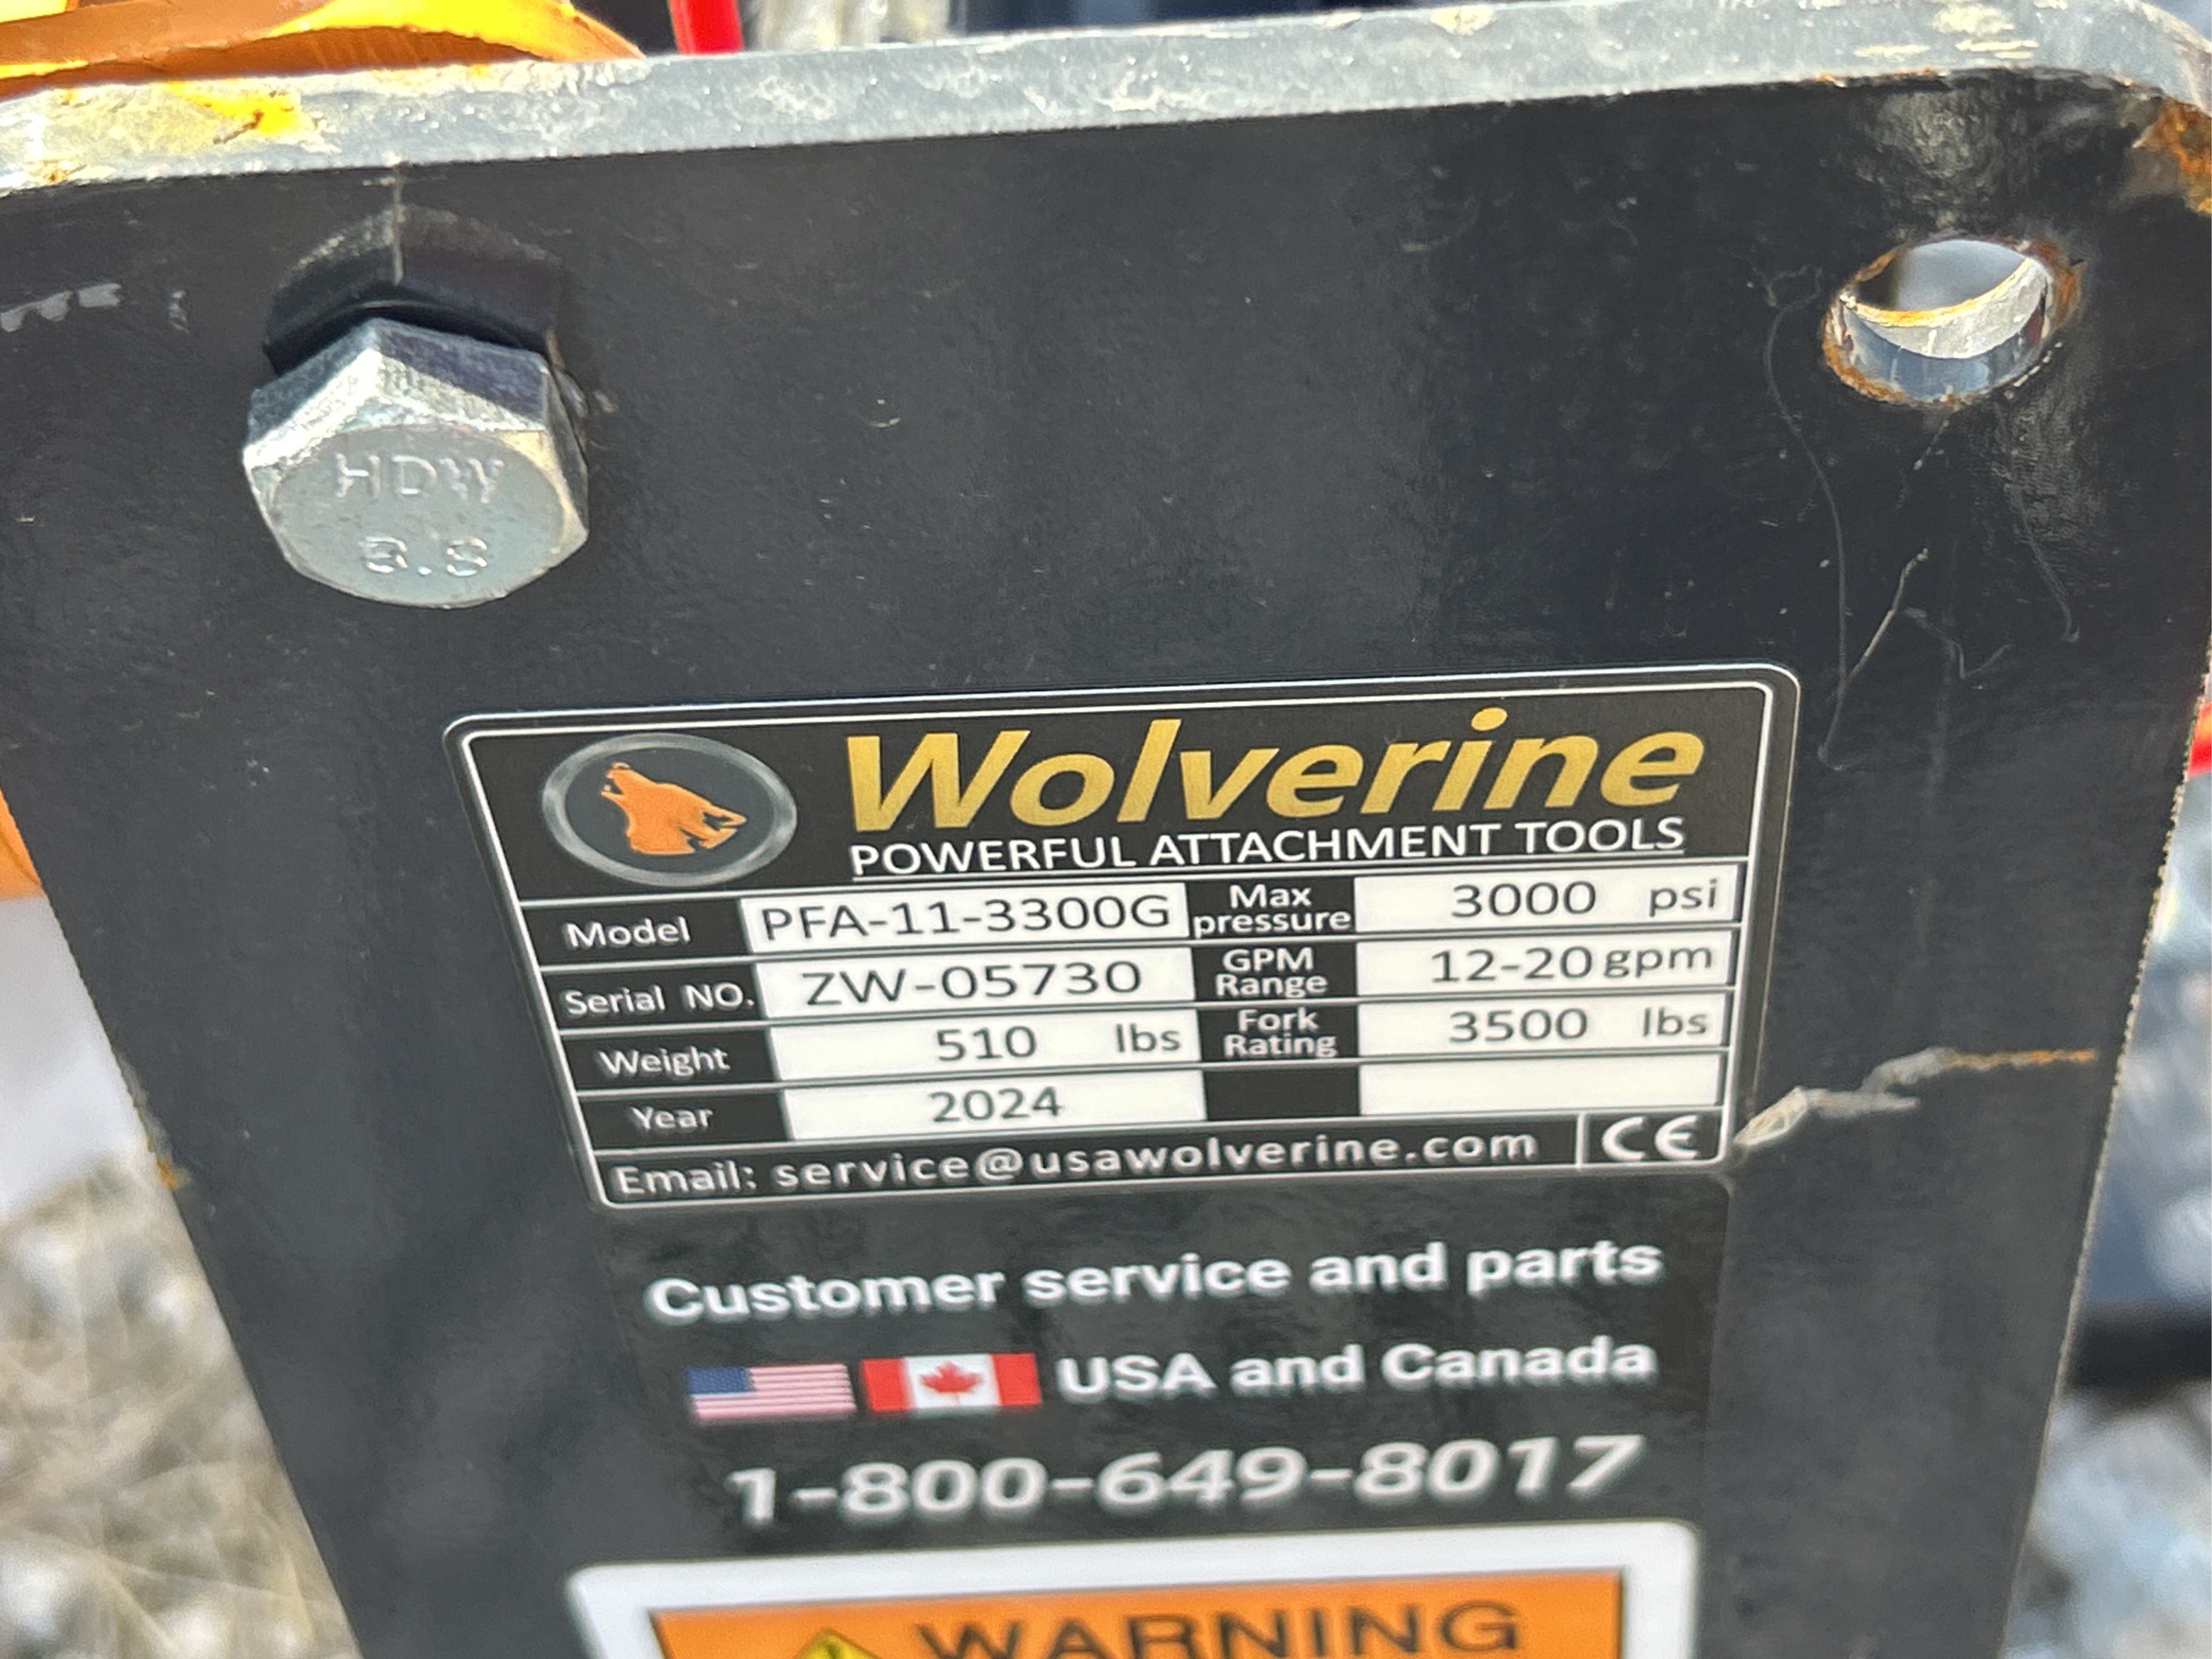 HDW
8.8
Wolverine
POWERFUL ATTACHMENT TOOLS
Model PFA-11-3300G Max pressure 3000 psi
Serial NO. ZW-05730 GPM Range 12-20 gpm
Weight 510 lbs Fork Rating 3500 lbs
Year 2024
Email: service@usawolverine.com CE
Customer service and parts
USA and Canada
1-800-649-8017
WARNING